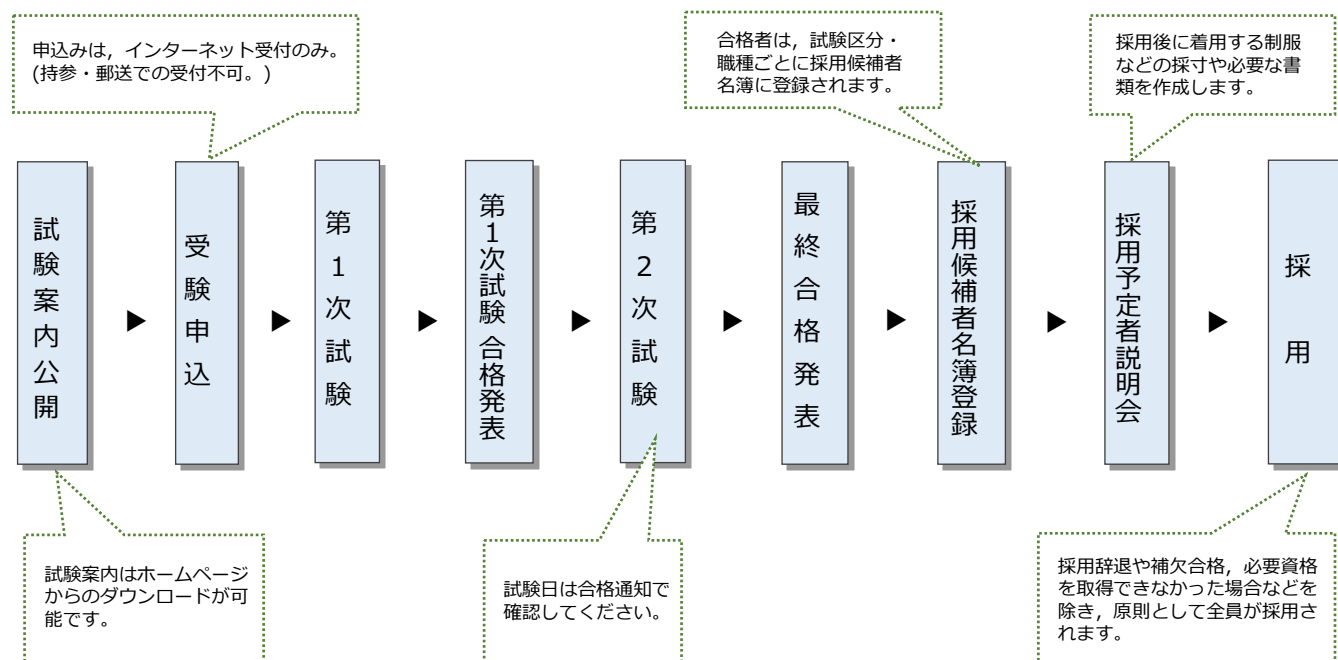 申込みは，インターネット受付のみ。
(持参・郵送での受付不可。)
合格者は，試験区分・
職種ごとに採用候補者
名簿に登録されます。
採用後に着用する制服
などの採寸や必要な書
類を作成します。
試験案内公開
▶
受験申込
▶
第１次試験
▶
第１次試験 合格発表
▶
第２次試験
▶
最終合格発表
▶
採用候補者名簿登録
▶
採用予定者説明会
▶
採用
試験案内はホームページ
からのダウンロードが可
能です。
試験日は合格通知で
確認してください。
採用辞退や補欠合格，必要資格
を取得できなかった場合などを
除き，原則として全員が採用さ
れます。